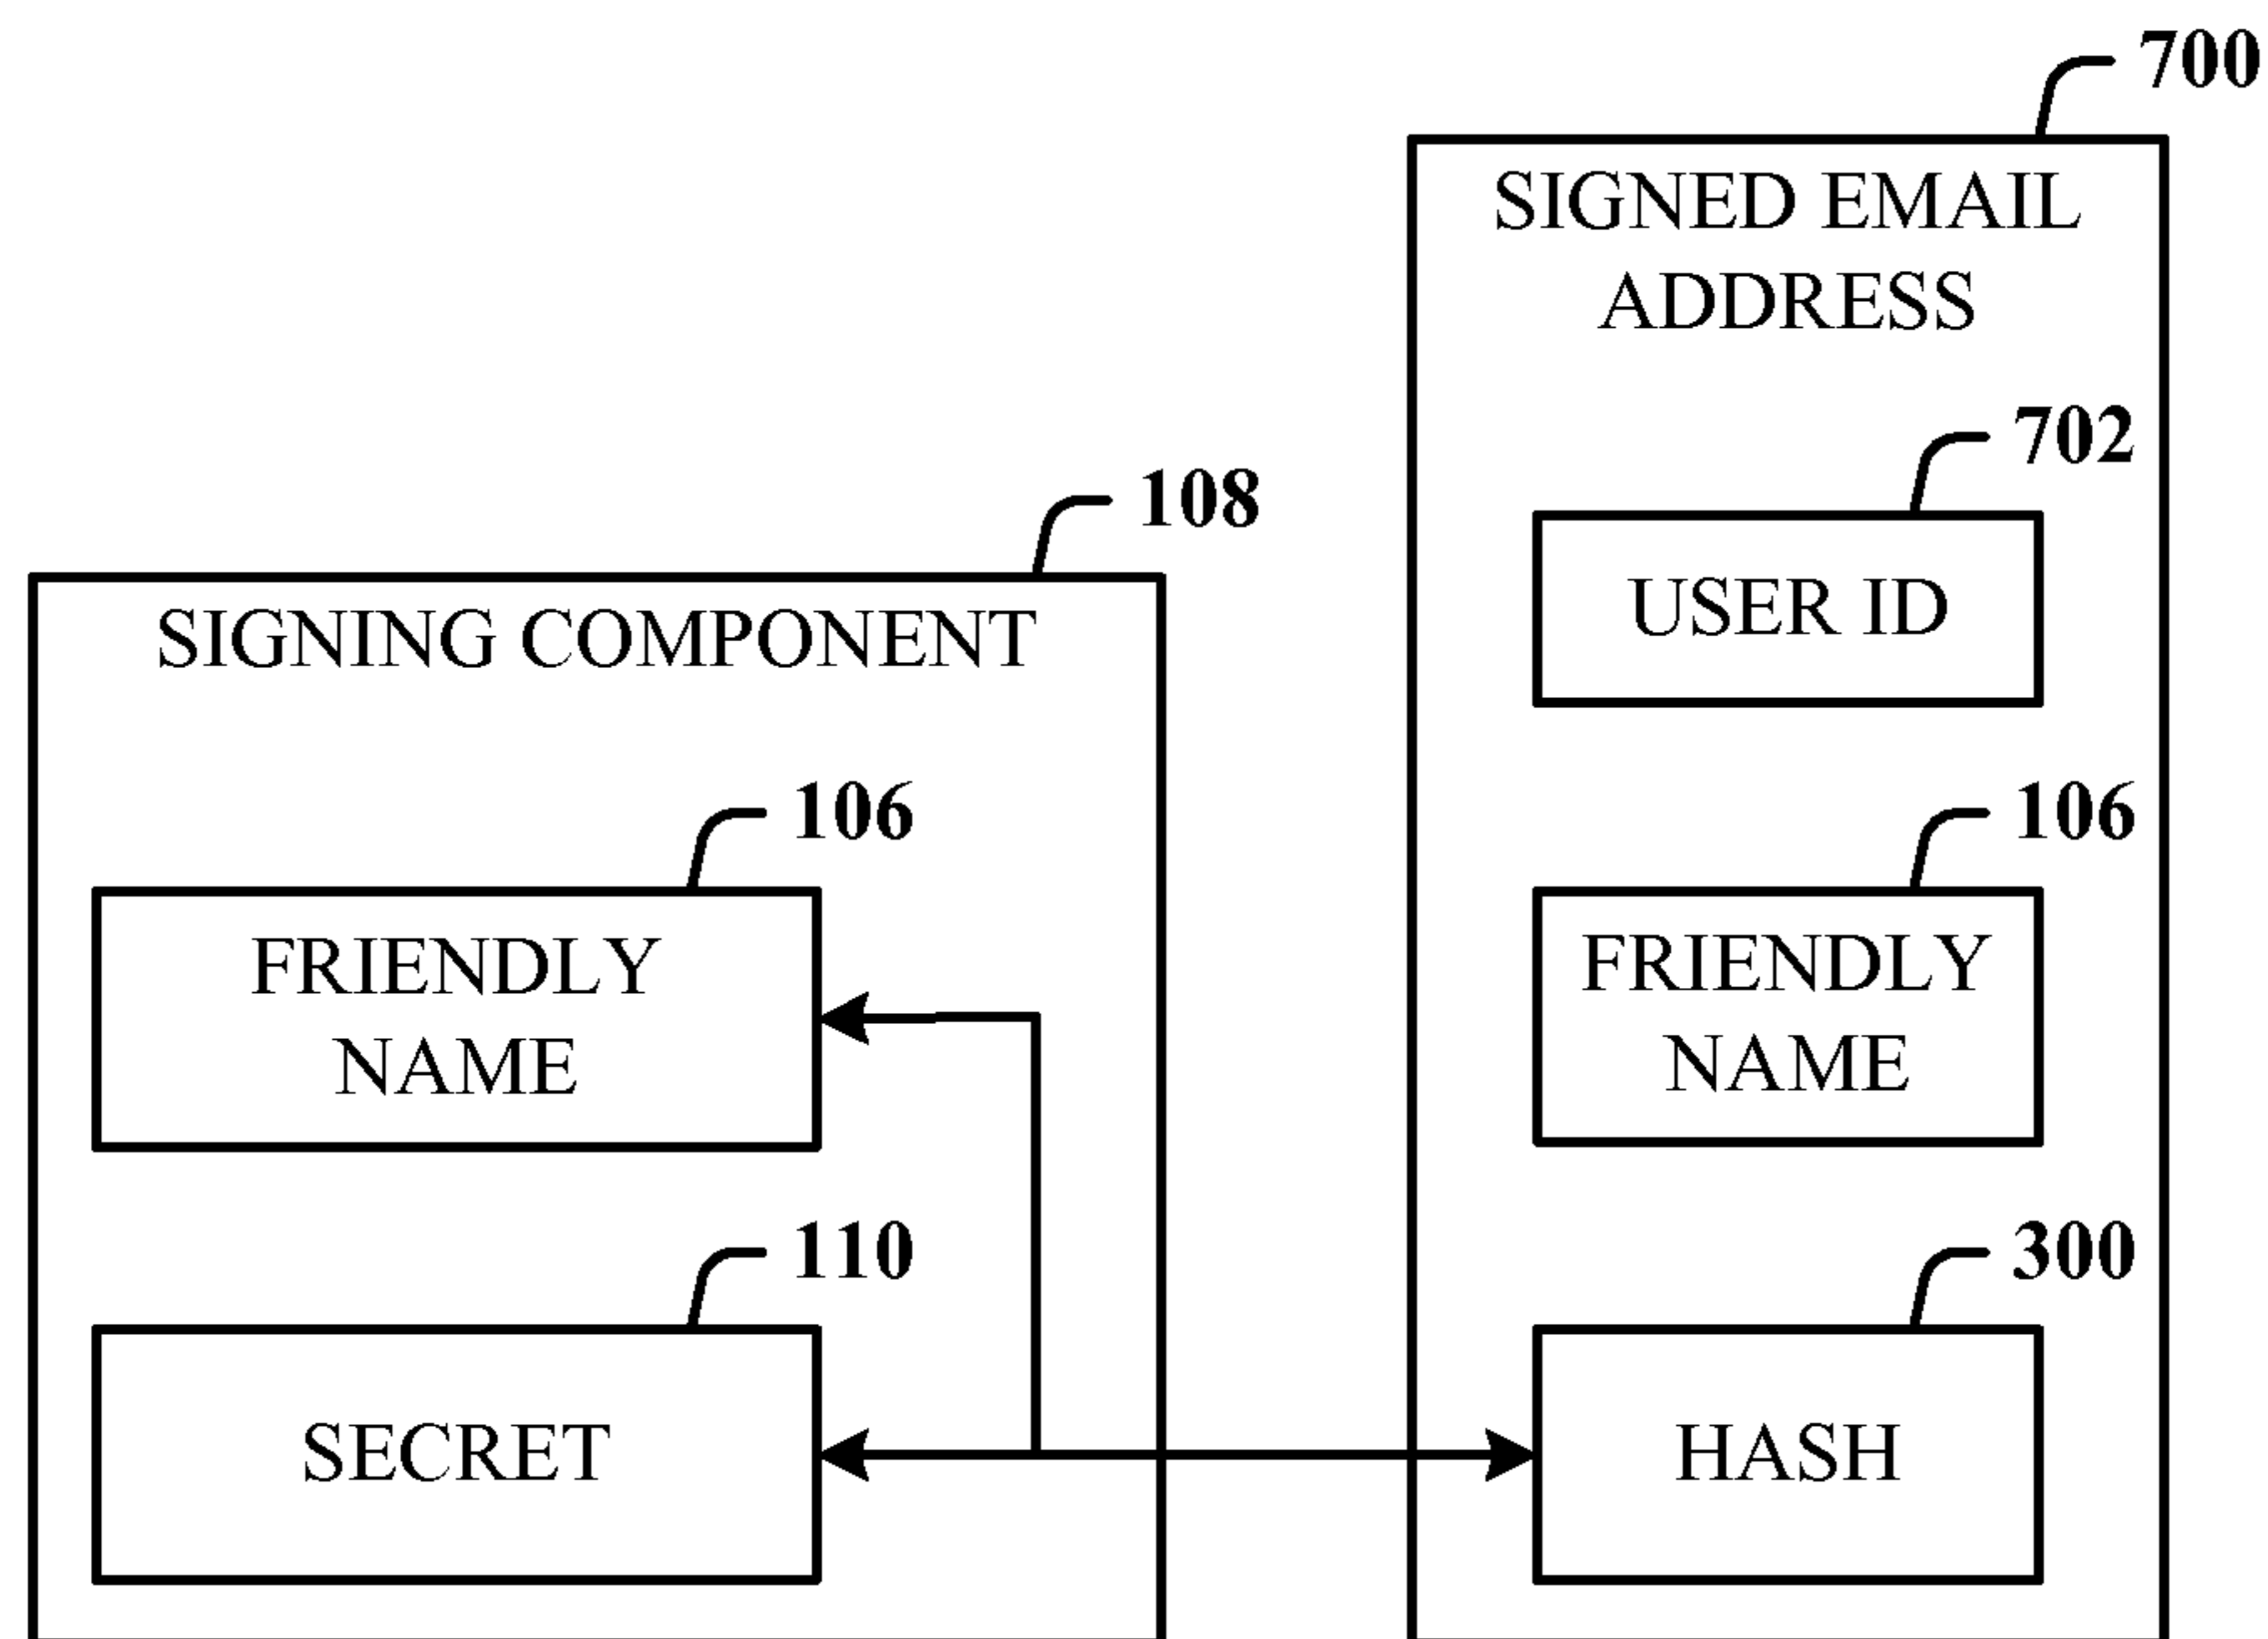 700
SIGNED EMAIL
ADDRESS
702
USER ID
108
SIGNING COMPONENT
106
FRIENDLY
NAME
106
FRIENDLY
NAME
110
SECRET
300
HASH